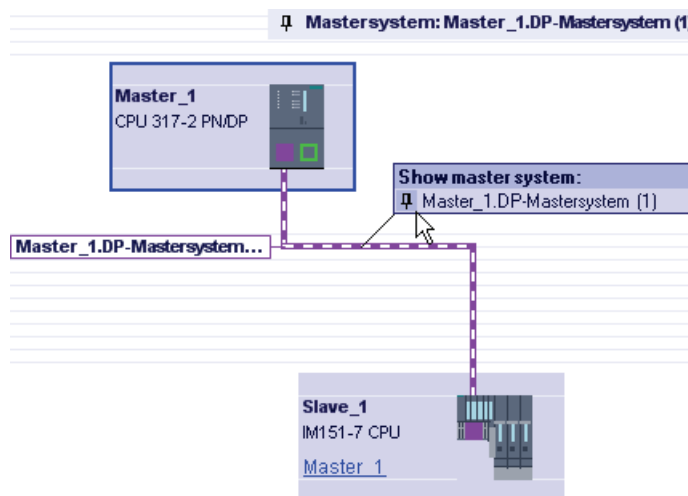 Mastersystem: Master_1.DP-Mastersystem (1)
Master_1
CPU 317-2 PN/DP
Show master system:
Master_1.DP-Mastersystem (1)
Master_1.DP-Mastersystem...
Slave_1
IM151-7 CPU
Master_1